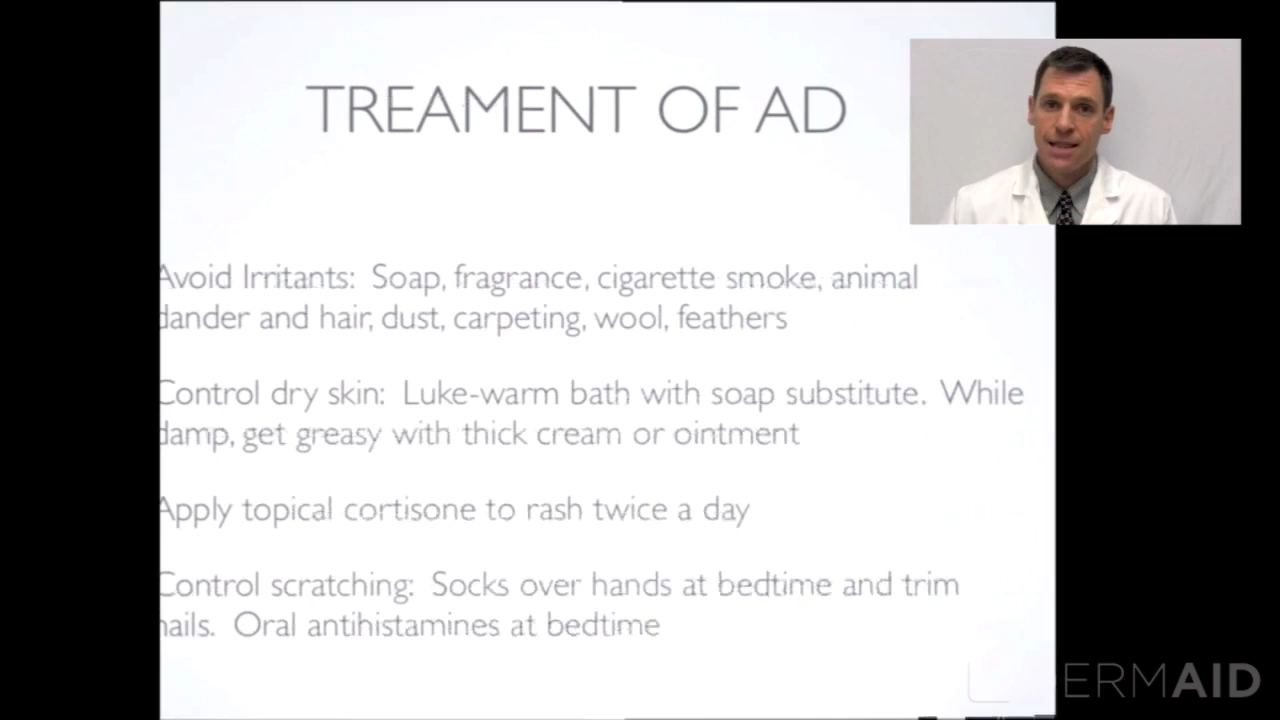 TREAMENT OF AD
Avoid Irritants: Soap, fragrance, cigarette smoke, animal
dander and hair, dust, carpeting, wool, feathers
Control dry skin: Luke-warm bath with soap substitute. While
damp, get greasy with thick cream or ointment
Apply topical cortisone to rash twice a day
Control scratching: Socks over hands at bedtime and trim
nails. Oral antihistamines at bedtime
ERMAID